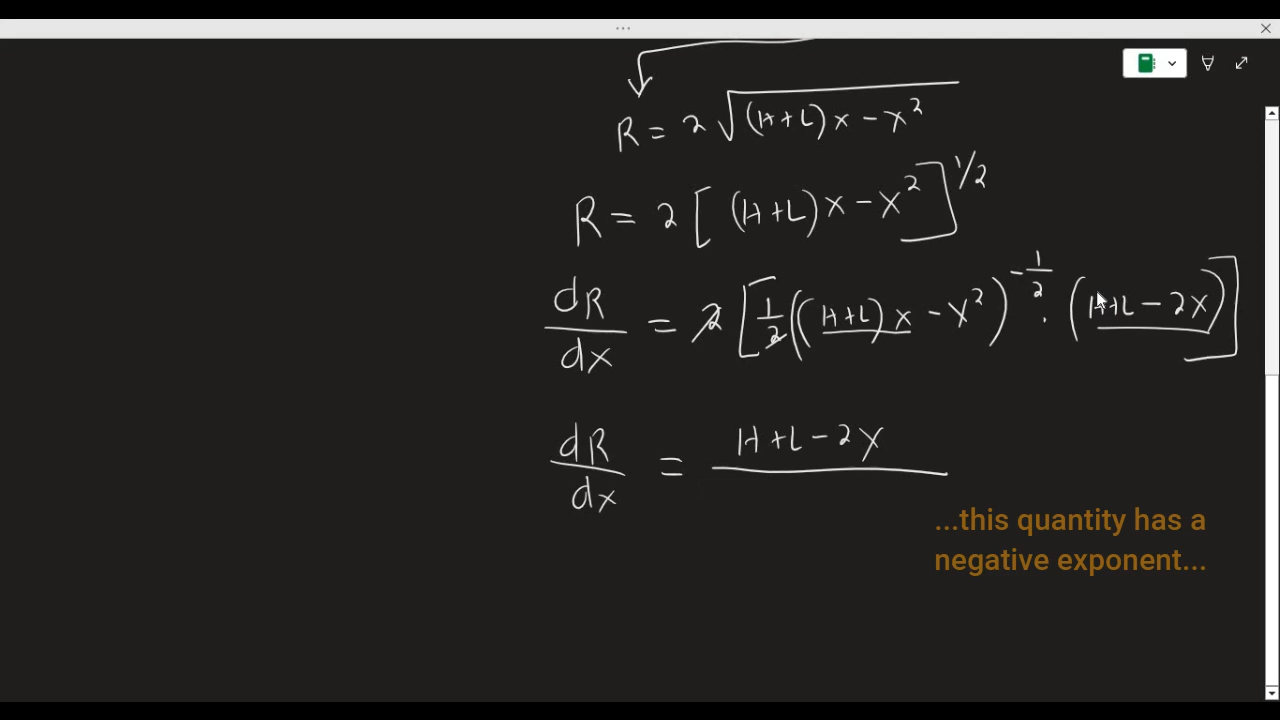 R = 2 √((H+L)x − x²)
R = 2 [ (H+L)x − x² ]^1/2
dR/dx = 2 [ 1/2 ((H+L)x − x²)^−1/2 · (H+L − 2x) ]
dR/dx = H+L − 2x
...this quantity has a
negative exponent...